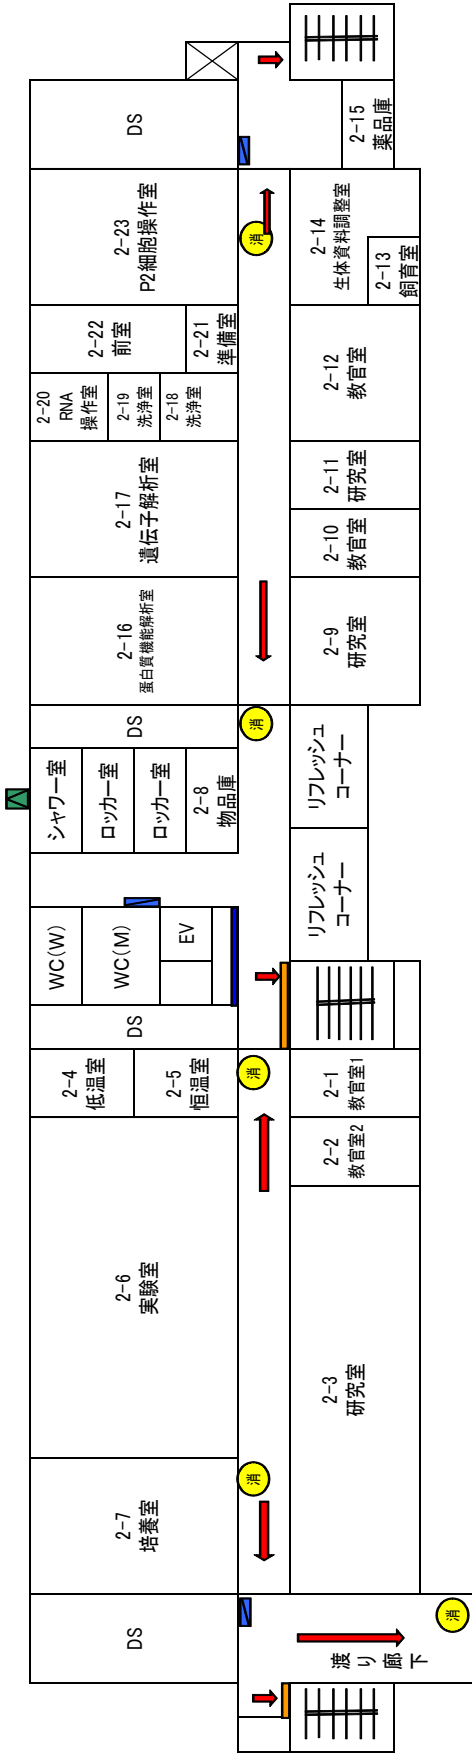 DS
2-7
培養室
2-6
実験室
2-4
低温室
2-5
恒温室
DS
WC(W)
WC(M)
EV
シャワー室
ロッカー室
ロッカー室
2-8
物品庫
DS
2-16
蛋白質機能解析室
2-17
遺伝子解析室
2-20
RNA
操作室
2-19
洗浄室
2-18
洗浄室
2-22
前室
2-21
準備室
2-23
P2細胞操作室
DS
消
消
消
消
渡り廊下
消
2-3
研究室
2-2
教官室2
2-1
教官室1
リフレッシュ
コーナー
リフレッシュ
コーナー
2-9
研究室
2-10
教官室
2-11
研究室
2-12
教官室
2-14
生体資料調整室
2-13
飼育室
2-15
薬品庫